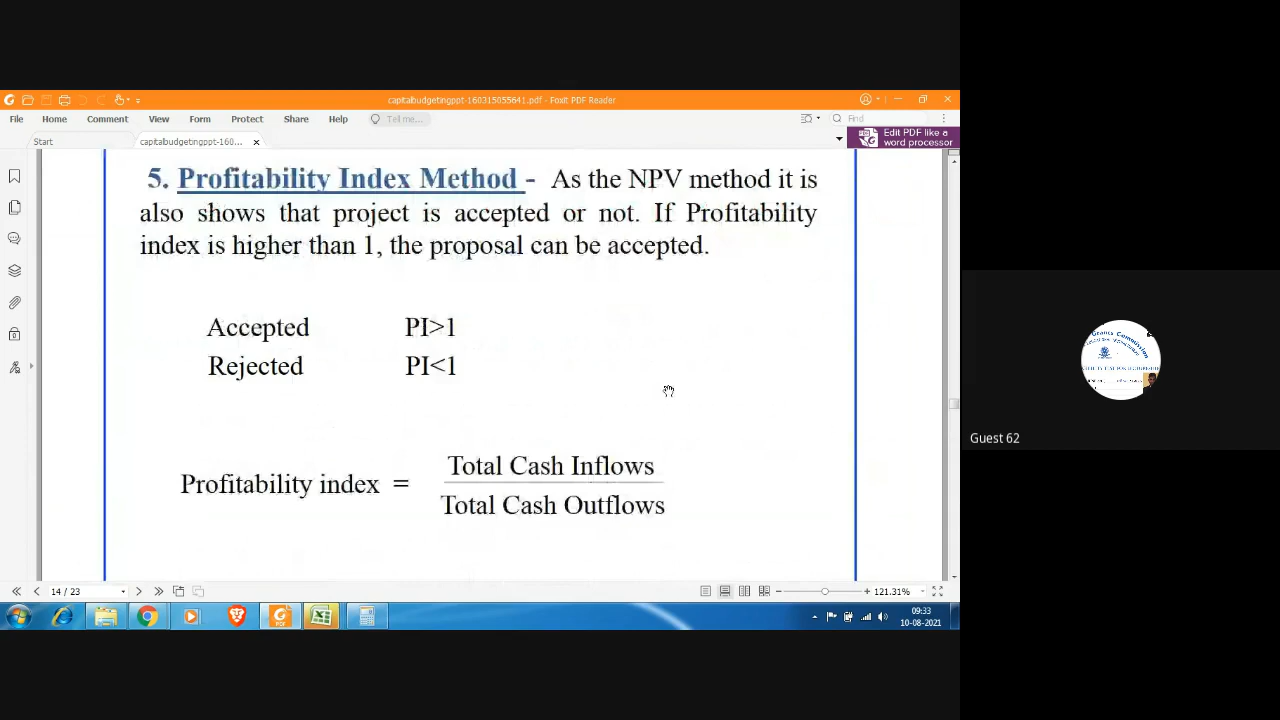 capitalbudgetingppt-160315055641.pdf - Foxit PDF Reader
File Home Comment View Form Protect Share Help Tell me... Find
Edit PDF like a
word processor
Start capitalbudgetingppt-160...
5. Profitability Index Method - As the NPV method it is
also shows that project is accepted or not. If Profitability
index is higher than 1, the proposal can be accepted.
Accepted PI>1
Rejected PI<1
Total Cash Inflows
Profitability index =
Total Cash Outflows
Guest 62
14 / 23
121.31%
09:33
10-08-2021
Grants Commission